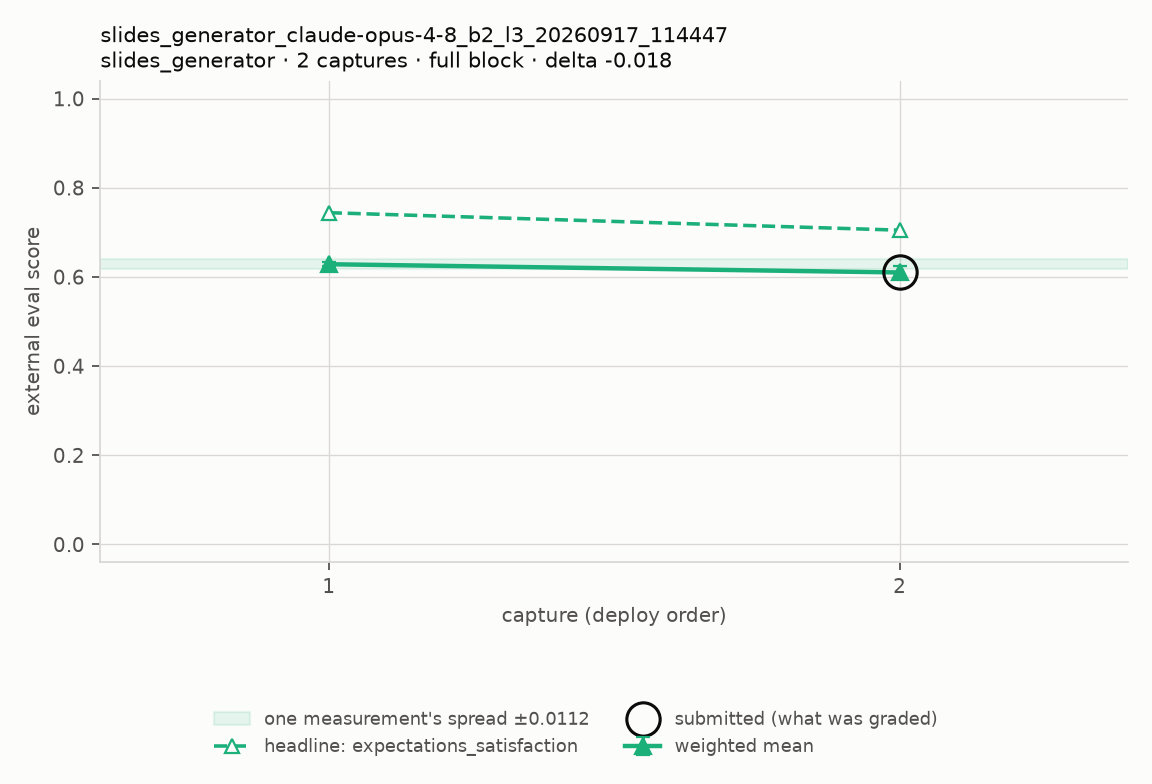 slides_generator_claude-opus-4-8_b2_l3_20260917_114447
slides_generator · 2 captures · full block · delta -0.018
1.0
0.8
0.6
0.4
0.2
0.0
external eval score
1
2
capture (deploy order)
one measurement's spread ±0.0112
headline: expectations_satisfaction
submitted (what was graded)
weighted mean